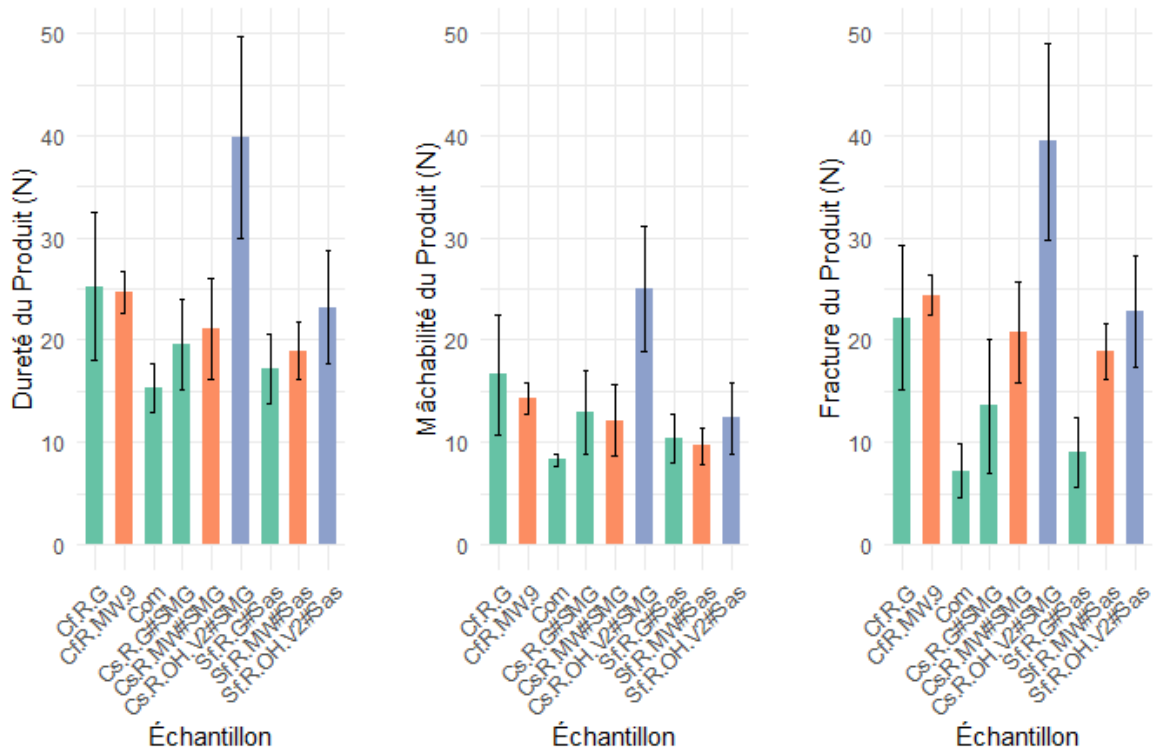 Dureté du Produit (N)
50
40
30
20
10
0
Cf.R.G
Cf.R.MW.g
Com
Cs.R.G#SMG
Cs.R.MW#SMG
Cs.R.OH.V2#SMG
Sf.R.G#Sas
Sf.R.MW#Sas
Sf.R.OH.V2#Sas
Échantillon
Mâchabilité du Produit (N)
50
40
30
20
10
0
Cf.R.G
Cf.R.MW.g
Com
Cs.R.G#SMG
Cs.R.MW#SMG
Cs.R.OH.V2#SMG
Sf.R.G#Sas
Sf.R.MW#Sas
Sf.R.OH.V2#Sas
Échantillon
Fracture du Produit (N)
50
40
30
20
10
0
Cf.R.G
Cf.R.MW.g
Com
Cs.R.G#SMG
Cs.R.MW#SMG
Cs.R.OH.V2#SMG
Sf.R.G#Sas
Sf.R.MW#Sas
Sf.R.OH.V2#Sas
Échantillon